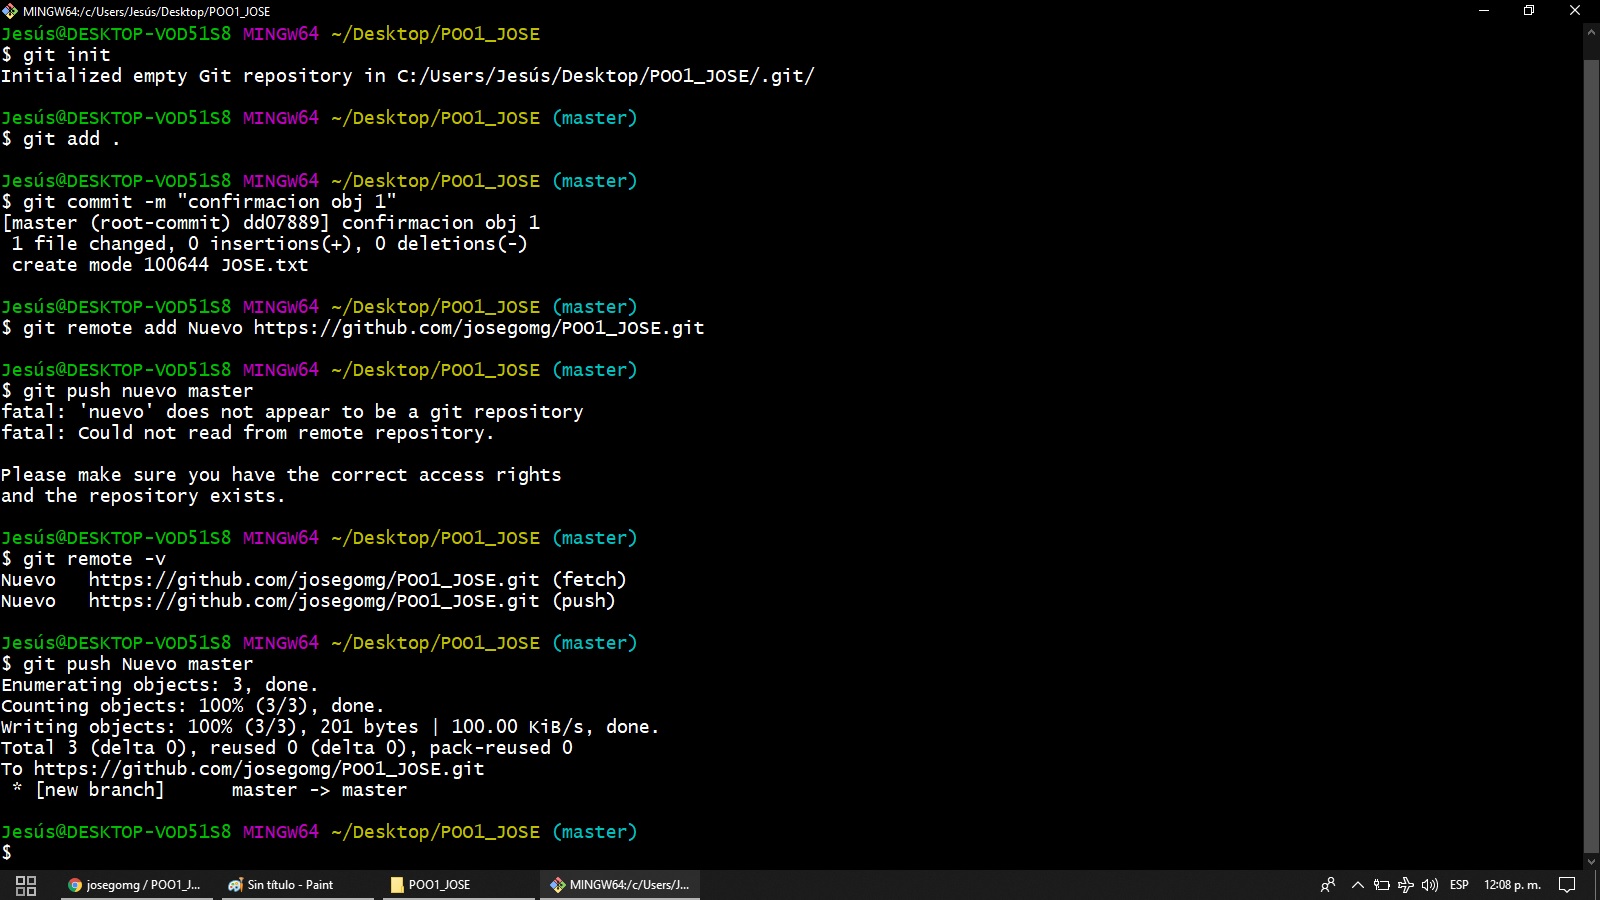 MINGW64:/c/Users/Jesús/Desktop/POO1_JOSE
Jesús@DESKTOP-VOD51S8 MINGW64 ~/Desktop/POO1_JOSE
$ git init
Initialized empty Git repository in C:/Users/Jesús/Desktop/POO1_JOSE/.git/
Jesús@DESKTOP-VOD51S8 MINGW64 ~/Desktop/POO1_JOSE (master)
$ git add .
Jesús@DESKTOP-VOD51S8 MINGW64 ~/Desktop/POO1_JOSE (master)
$ git commit -m "confirmacion obj 1"
[master (root-commit) dd07889] confirmacion obj 1
 1 file changed, 0 insertions(+), 0 deletions(-)
 create mode 100644 JOSE.txt
Jesús@DESKTOP-VOD51S8 MINGW64 ~/Desktop/POO1_JOSE (master)
$ git remote add Nuevo https://github.com/josegomg/POO1_JOSE.git
Jesús@DESKTOP-VOD51S8 MINGW64 ~/Desktop/POO1_JOSE (master)
$ git push nuevo master
fatal: 'nuevo' does not appear to be a git repository
fatal: Could not read from remote repository.
Please make sure you have the correct access rights
and the repository exists.
Jesús@DESKTOP-VOD51S8 MINGW64 ~/Desktop/POO1_JOSE (master)
$ git remote -v
Nuevo   https://github.com/josegomg/POO1_JOSE.git (fetch)
Nuevo   https://github.com/josegomg/POO1_JOSE.git (push)
Jesús@DESKTOP-VOD51S8 MINGW64 ~/Desktop/POO1_JOSE (master)
$ git push Nuevo master
Enumerating objects: 3, done.
Counting objects: 100% (3/3), done.
Writing objects: 100% (3/3), 201 bytes | 100.00 KiB/s, done.
Total 3 (delta 0), reused 0 (delta 0), pack-reused 0
To https://github.com/josegomg/POO1_JOSE.git
 * [new branch]      master -> master
Jesús@DESKTOP-VOD51S8 MINGW64 ~/Desktop/POO1_JOSE (master)
$
josegomg / POO1_J... Sin título - Paint POO1_JOSE MINGW64:/c/Users/J... ESP 12:08 p. m.